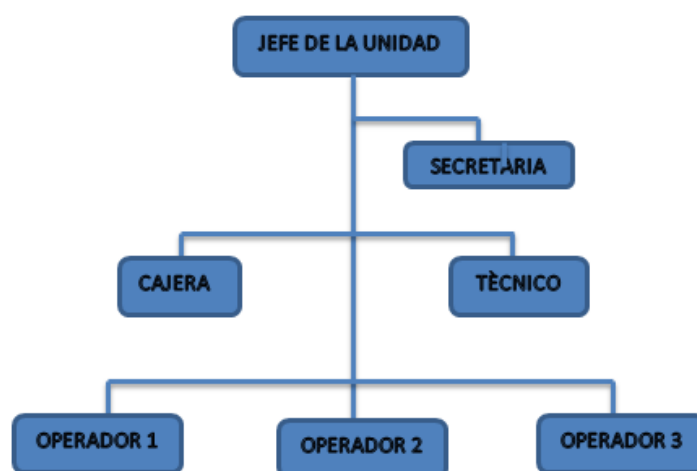 JEFE DE LA UNIDAD
SECRETARIA
CAJERA
TÈCNICO
OPERADOR 1
OPERADOR 2
OPERADOR 3